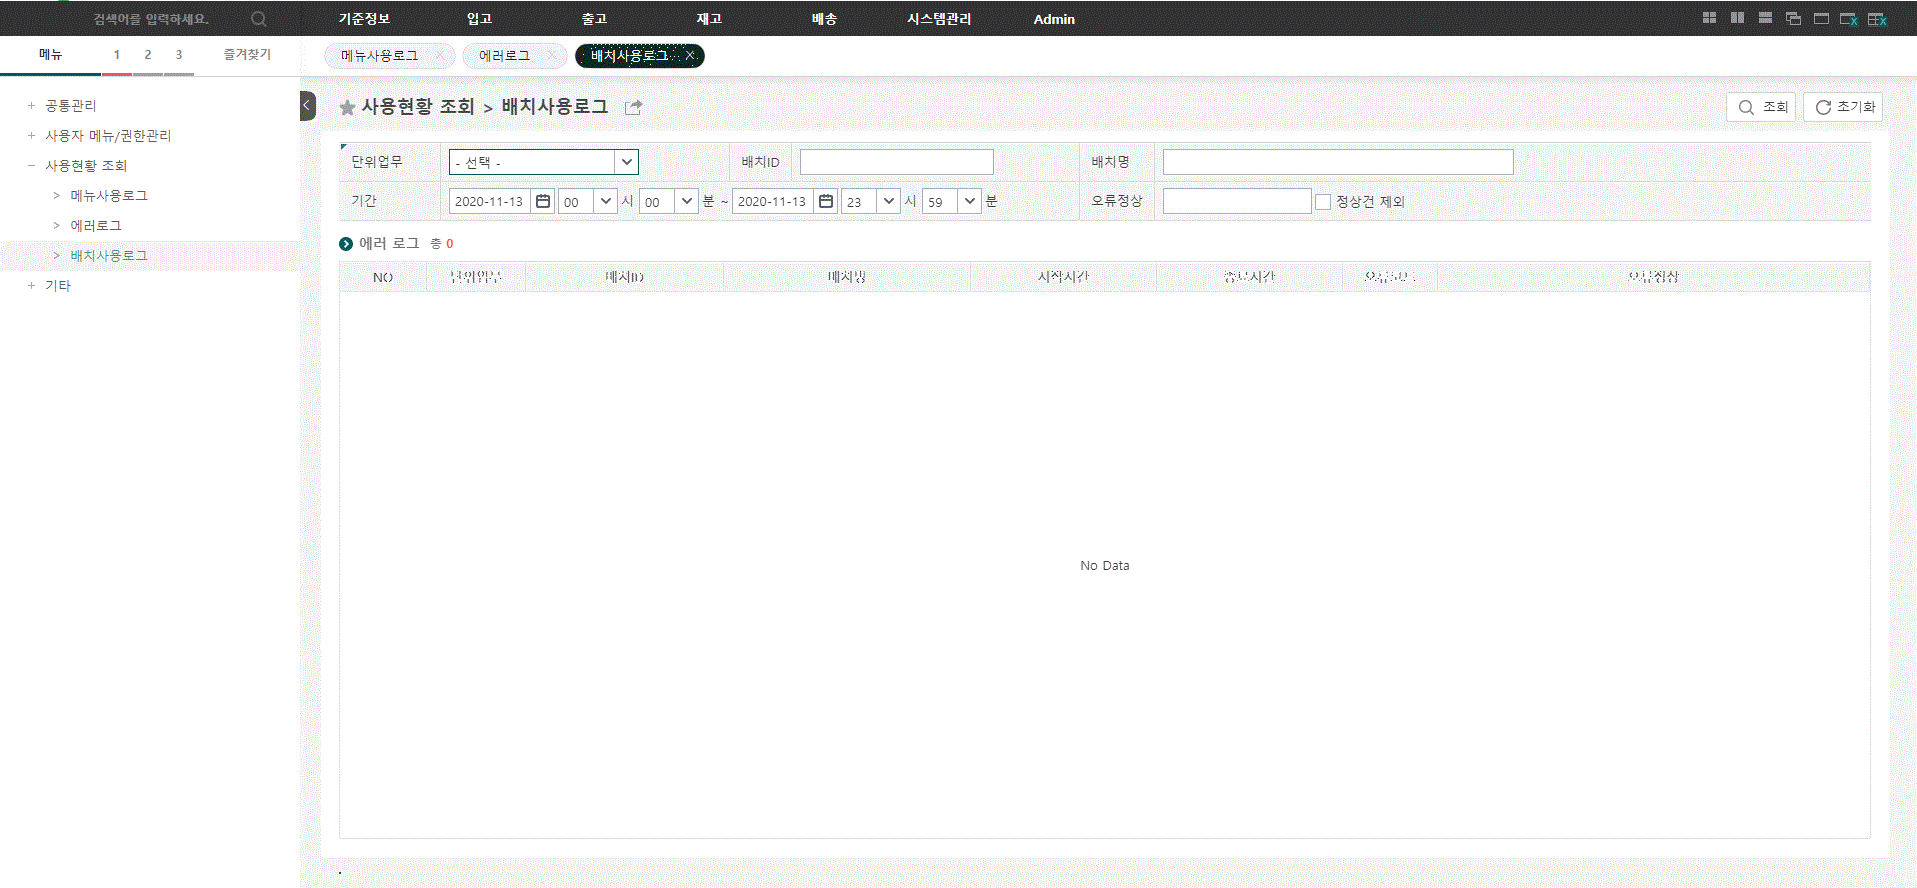 검색어를 입력하세요.
기준정보 입고 출고 재고 배송 시스템관리 Admin
메뉴 1 2 3 즐겨찾기
메뉴사용로그 에러로그 배치사용로그
+ 공통관리
+ 사용자 메뉴/권한관리
− 사용현황 조회
> 메뉴사용로그
> 에러로그
> 배치사용로그
+ 기타
사용현황 조회 > 배치사용로그
조회 초기화
단위업무 - 선택 - 배치ID 배치명
기간 2020-11-13 00 시 00 분 ~ 2020-11-13 23 시 59 분 오류정상 정상건 제외
에러 로그 총 0
NO 단위업무 배치ID 배치명 시작시간 종료시간 오류코드 오류정상
No Data